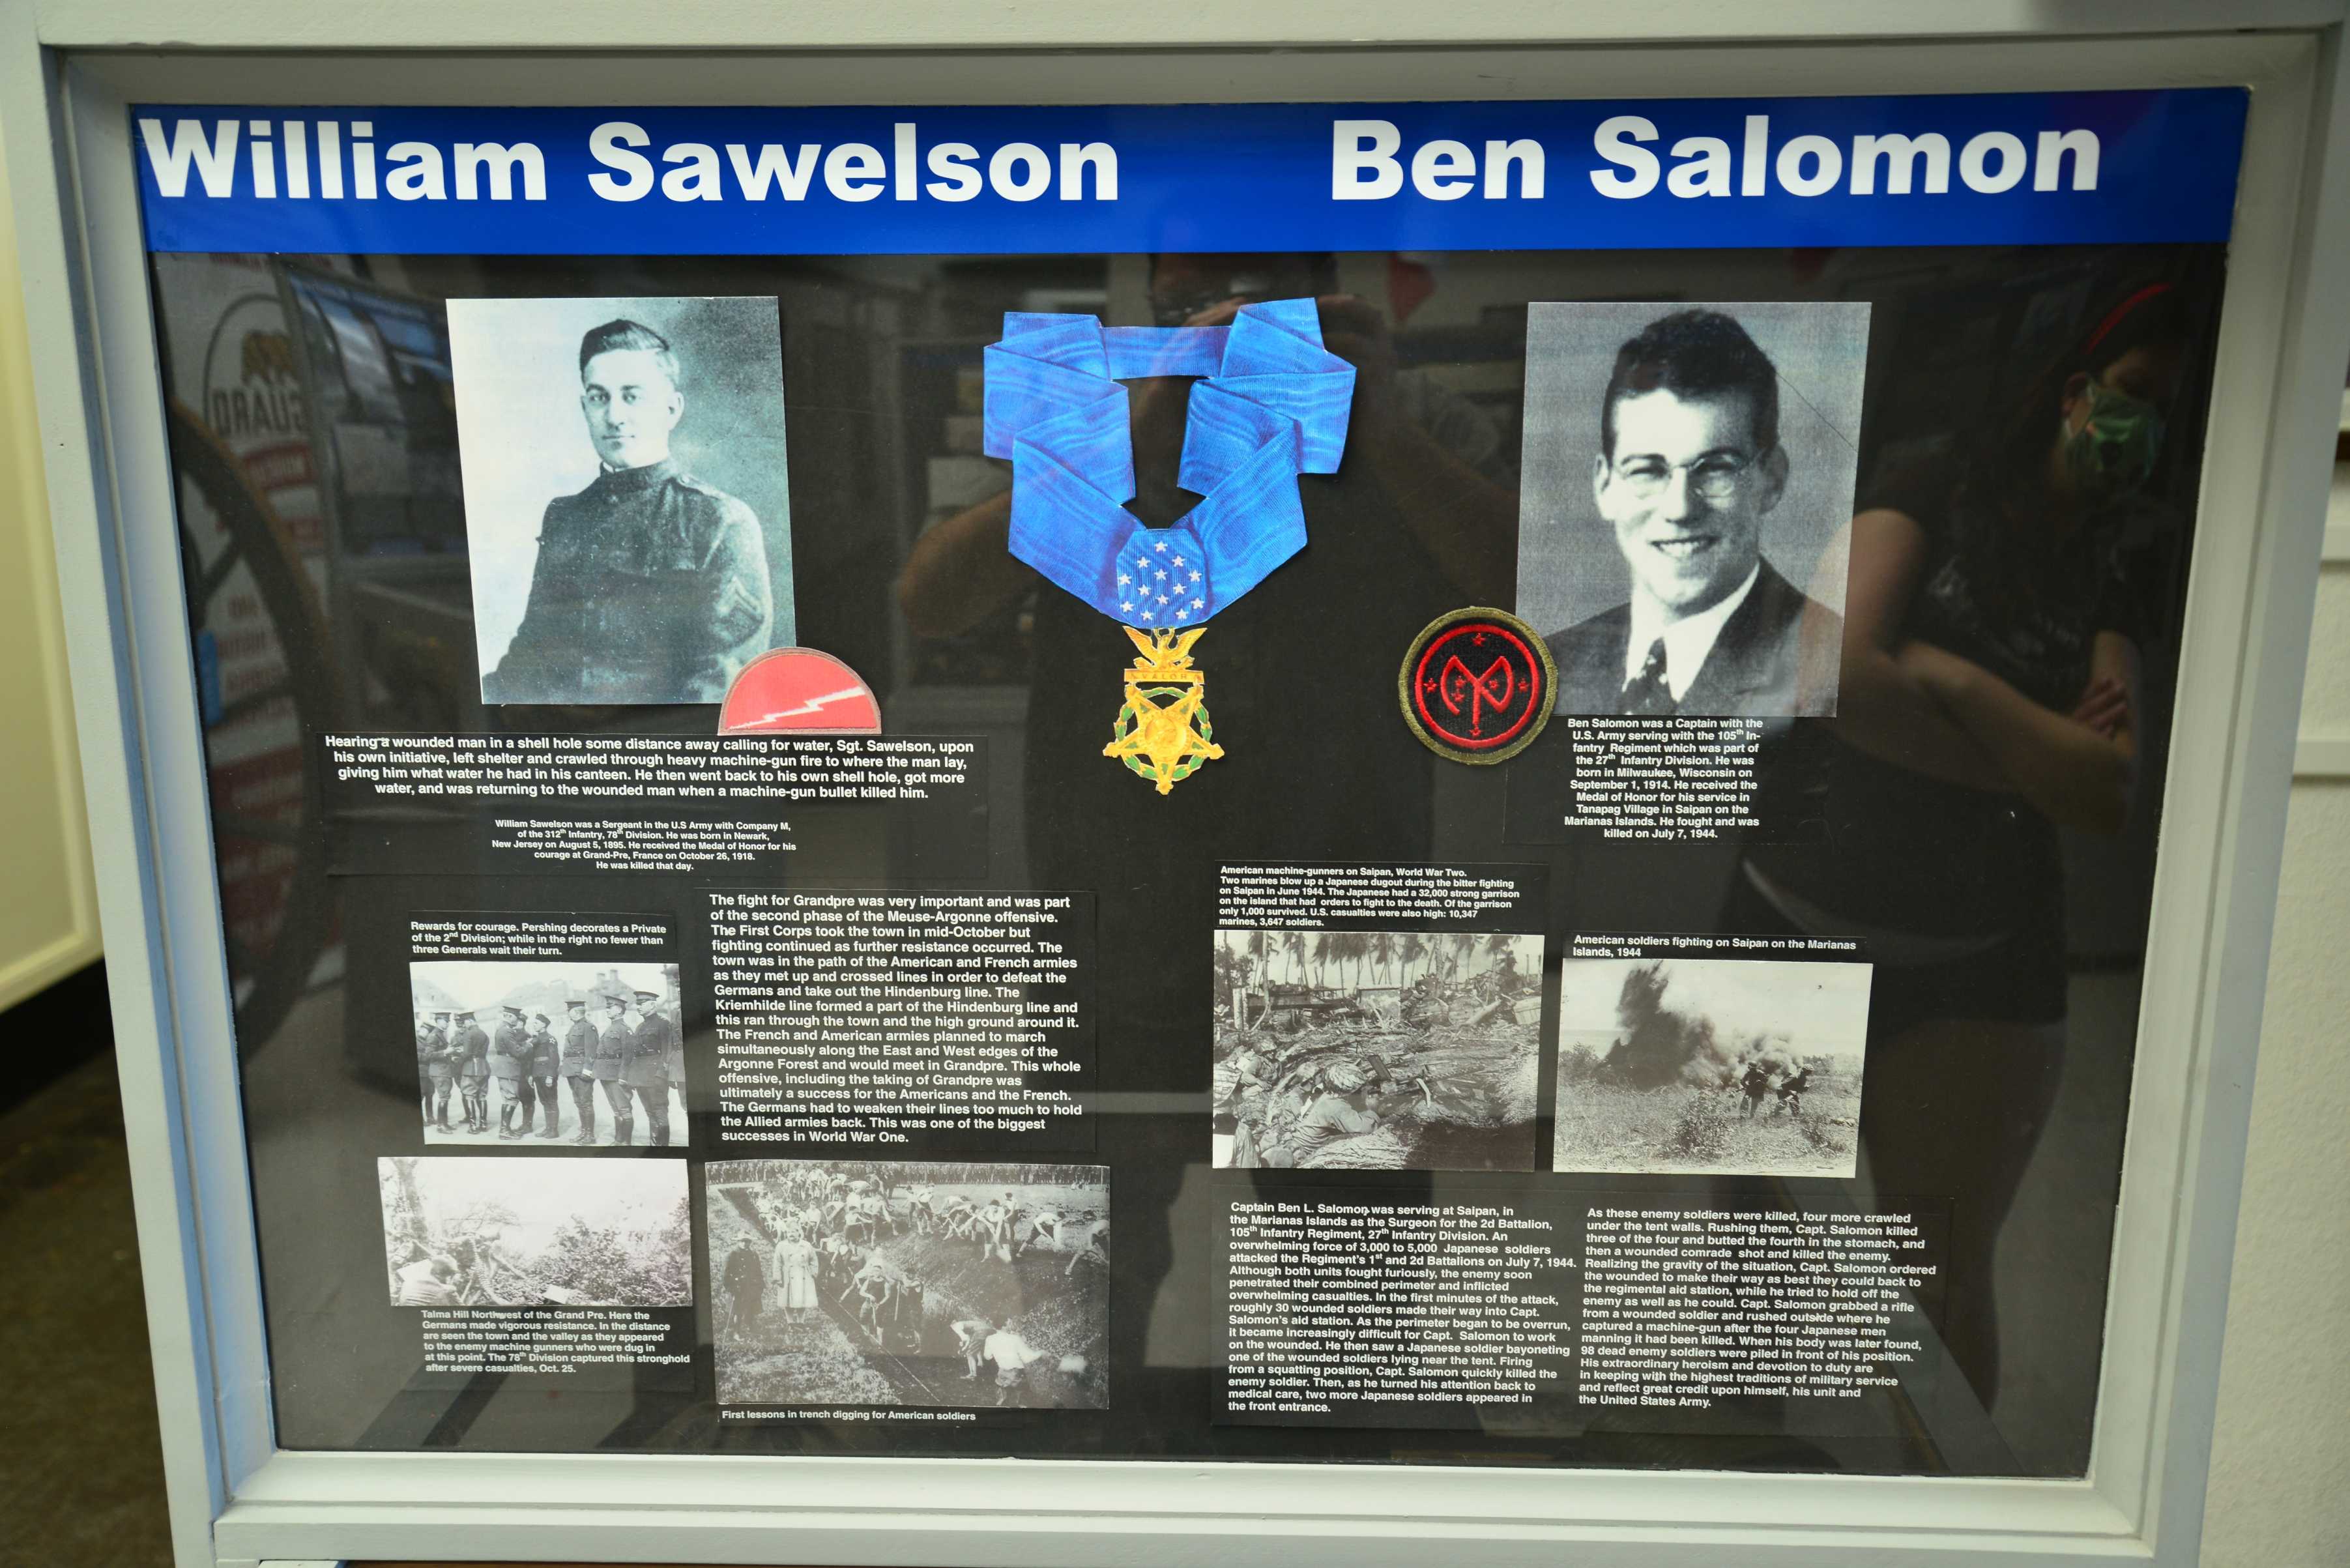 William Sawelson
Ben Salomon
VALOR
Hearing a wounded man in a shell hole some distance away calling for water, Sgt. Sawelson, upon
his own initiative, left shelter and crawled through heavy machine-gun fire to where the man lay,
giving him what water he had in his canteen. He then went back to his own shell hole, got more
water, and was returning to the wounded man when a machine-gun bullet killed him.
William Sawelson was a Sergeant in the U.S Army with Company M,
of the 312th Infantry, 78th Division. He was born in Newark,
New Jersey on August 5, 1895. He received the Medal of Honor for his
courage at Grand-Pre, France on October 26, 1918.
He was killed that day.
Rewards for courage. Pershing decorates a Private
of the 2nd Division; while in the right no fewer than
three Generals wait their turn.
The fight for Grandpre was very important and was part
of the second phase of the Meuse-Argonne offensive.
The First Corps took the town in mid-October but
fighting continued as further resistance occurred. The
town was in the path of the American and French armies
as they met up and crossed lines in order to defeat the
Germans and take out the Hindenburg line. The
Kriemhilde line formed a part of the Hindenburg line and
this ran through the town and the high ground around it.
The French and American armies planned to march
simultaneously along the East and West edges of the
Argonne Forest and would meet in Grandpre. This whole
offensive, including the taking of Grandpre was
ultimately a success for the Americans and the French.
The Germans had to weaken their lines too much to hold
the Allied armies back. This was one of the biggest
successes in World War One.
Talma Hill Northwest of the Grand Pre. Here the
Germans made vigorous resistance. In the distance
are seen the town and the valley as they appeared
to the enemy machine gunners who were dug in
at this point. The 78th Division captured this stronghold
after severe casualties, Oct. 25.
First lessons in trench digging for American soldiers
Ben Salomon was a Captain with the
U.S. Army serving with the 105th In-
fantry Regiment which was part of
the 27th Infantry Division. He was
born in Milwaukee, Wisconsin on
September 1, 1914. He received the
Medal of Honor for his service in
Tanapag Village in Saipan on the
Marianas Islands. He fought and was
killed on July 7, 1944.
American machine-gunners on Saipan, World War Two.
Two marines blow up a Japanese dugout during the bitter fighting
on Saipan in June 1944. The Japanese had a 32,000 strong garrison
on the island that had orders to fight to the death. Of the garrison
only 1,000 survived. U.S. casualties were also high: 10,347
marines, 3,647 soldiers.
American soldiers fighting on Saipan on the Marianas
Islands, 1944
Captain Ben L. Salomon was serving at Saipan, in
the Marianas Islands as the Surgeon for the 2d Battalion,
105th Infantry Regiment, 27th Infantry Division. An
overwhelming force of 3,000 to 5,000 Japanese soldiers
attacked the Regiment's 1st and 2d Battalions on July 7, 1944.
Although both units fought furiously, the enemy soon
penetrated their combined perimeter and inflicted
overwhelming casualties. In the first minutes of the attack,
roughly 30 wounded soldiers made their way into Capt.
Salomon's aid station. As the perimeter began to be overrun,
it became increasingly difficult for Capt. Salomon to work
on the wounded. He then saw a Japanese soldier bayoneting
one of the wounded soldiers lying near the tent. Firing
from a squatting position, Capt. Salomon quickly killed the
enemy soldier. Then, as he turned his attention back to
medical care, two more Japanese soldiers appeared in
the front entrance.
As these enemy soldiers were killed, four more crawled
under the tent walls. Rushing them, Capt. Salomon killed
three of the four and butted the fourth in the stomach, and
then a wounded comrade shot and killed the enemy.
Realizing the gravity of the situation, Capt. Salomon ordered
the wounded to make their way as best they could back to
the regimental aid station, while he tried to hold off the
enemy as well as he could. Capt. Salomon grabbed a rifle
from a wounded soldier and rushed outside where he
captured a machine-gun after the four Japanese men
manning it had been killed. When his body was later found,
98 dead enemy soldiers were piled in front of his position.
His extraordinary heroism and devotion to duty are
in keeping with the highest traditions of military service
and reflect great credit upon himself, his unit and
the United States Army.